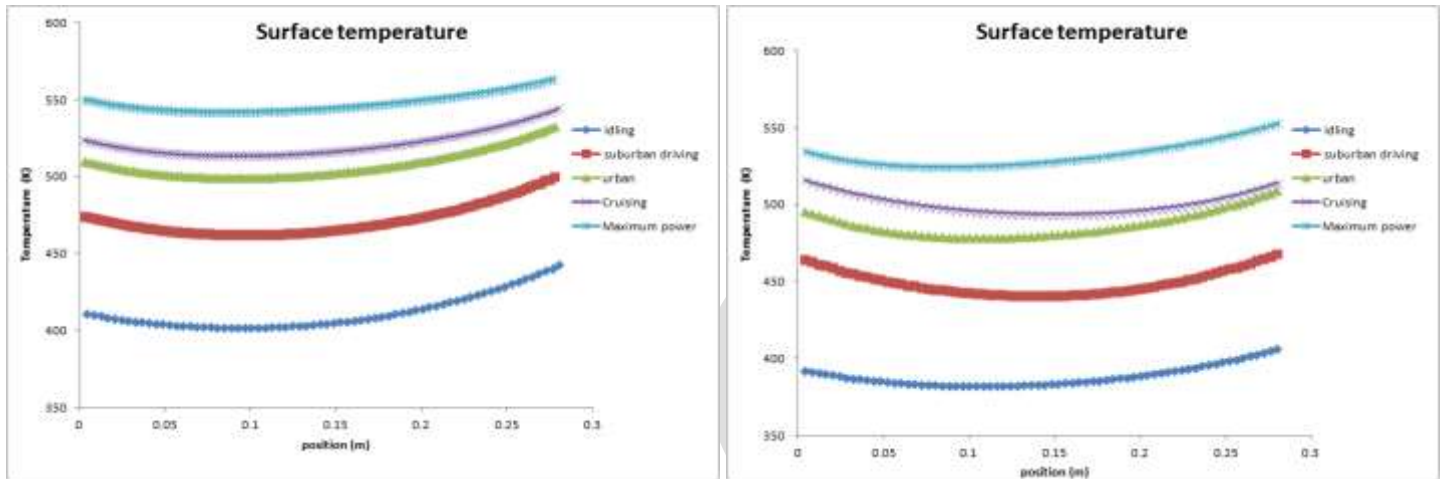 Surface temperature
600
550
500
450
400
350
Temperature (K)
0
0.05
0.1
0.15
0.2
0.25
0.3
position (m)
idling
suburban driving
urban
Cruising
Maximum power
Surface temperature
600
550
500
450
400
350
Temperature (K)
0
0.05
0.1
0.15
0.2
0.25
0.3
position (m)
idling
suburban driving
urban
Cruising
Maximum power